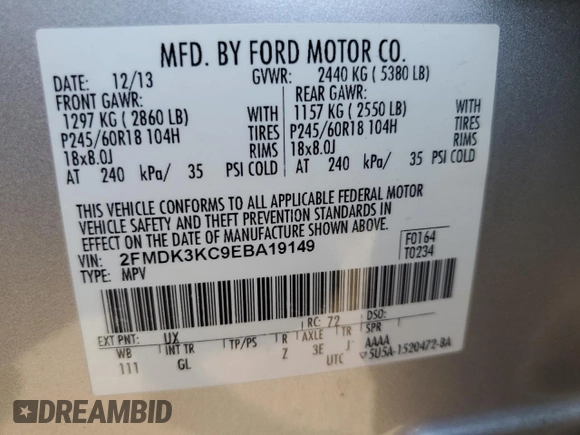 MFD. BY FORD MOTOR CO.
DATE: 12/13 GVWR: 2440 KG ( 5380 LB)
FRONT GAWR: REAR GAWR:
1297 KG ( 2860 LB) WITH 1157 KG ( 2550 LB) WITH
P245/60R18 104H TIRES P245/60R18 104H TIRES
18x8.0J RIMS 18x8.0J RIMS
AT 240 kPa/ 35 PSI COLD AT 240 kPa/ 35 PSI COLD
THIS VEHICLE CONFORMS TO ALL APPLICABLE FEDERAL MOTOR
VEHICLE SAFETY AND THEFT PREVENTION STANDARDS IN
EFFECT ON THE DATE OF MANUFACTURE SHOWN ABOVE.
VIN: 2FMDK3KC9EBA19149 F0164
TYPE: MPV T0234
EXT PNT: UX RC: 72 DSO:
WB INT TR TP/PS R AXLE TR SPR AAAA
111 GL Z 3E J
UTC ▽5U5A-1520472-BA
DREAMBID